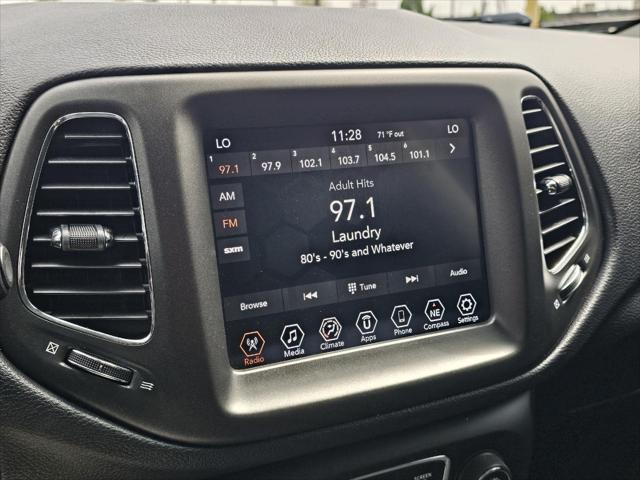 LO 11:28 71°F out LO
1 97.1 2 97.9 3 102.1 4 103.7 5 104.5 6 101.1
AM
FM
sxm
Adult Hits
97.1
Laundry
80's - 90's and Whatever
Browse Tune Audio
Radio Media Climate Apps Phone NE Compass Settings
SCREEN